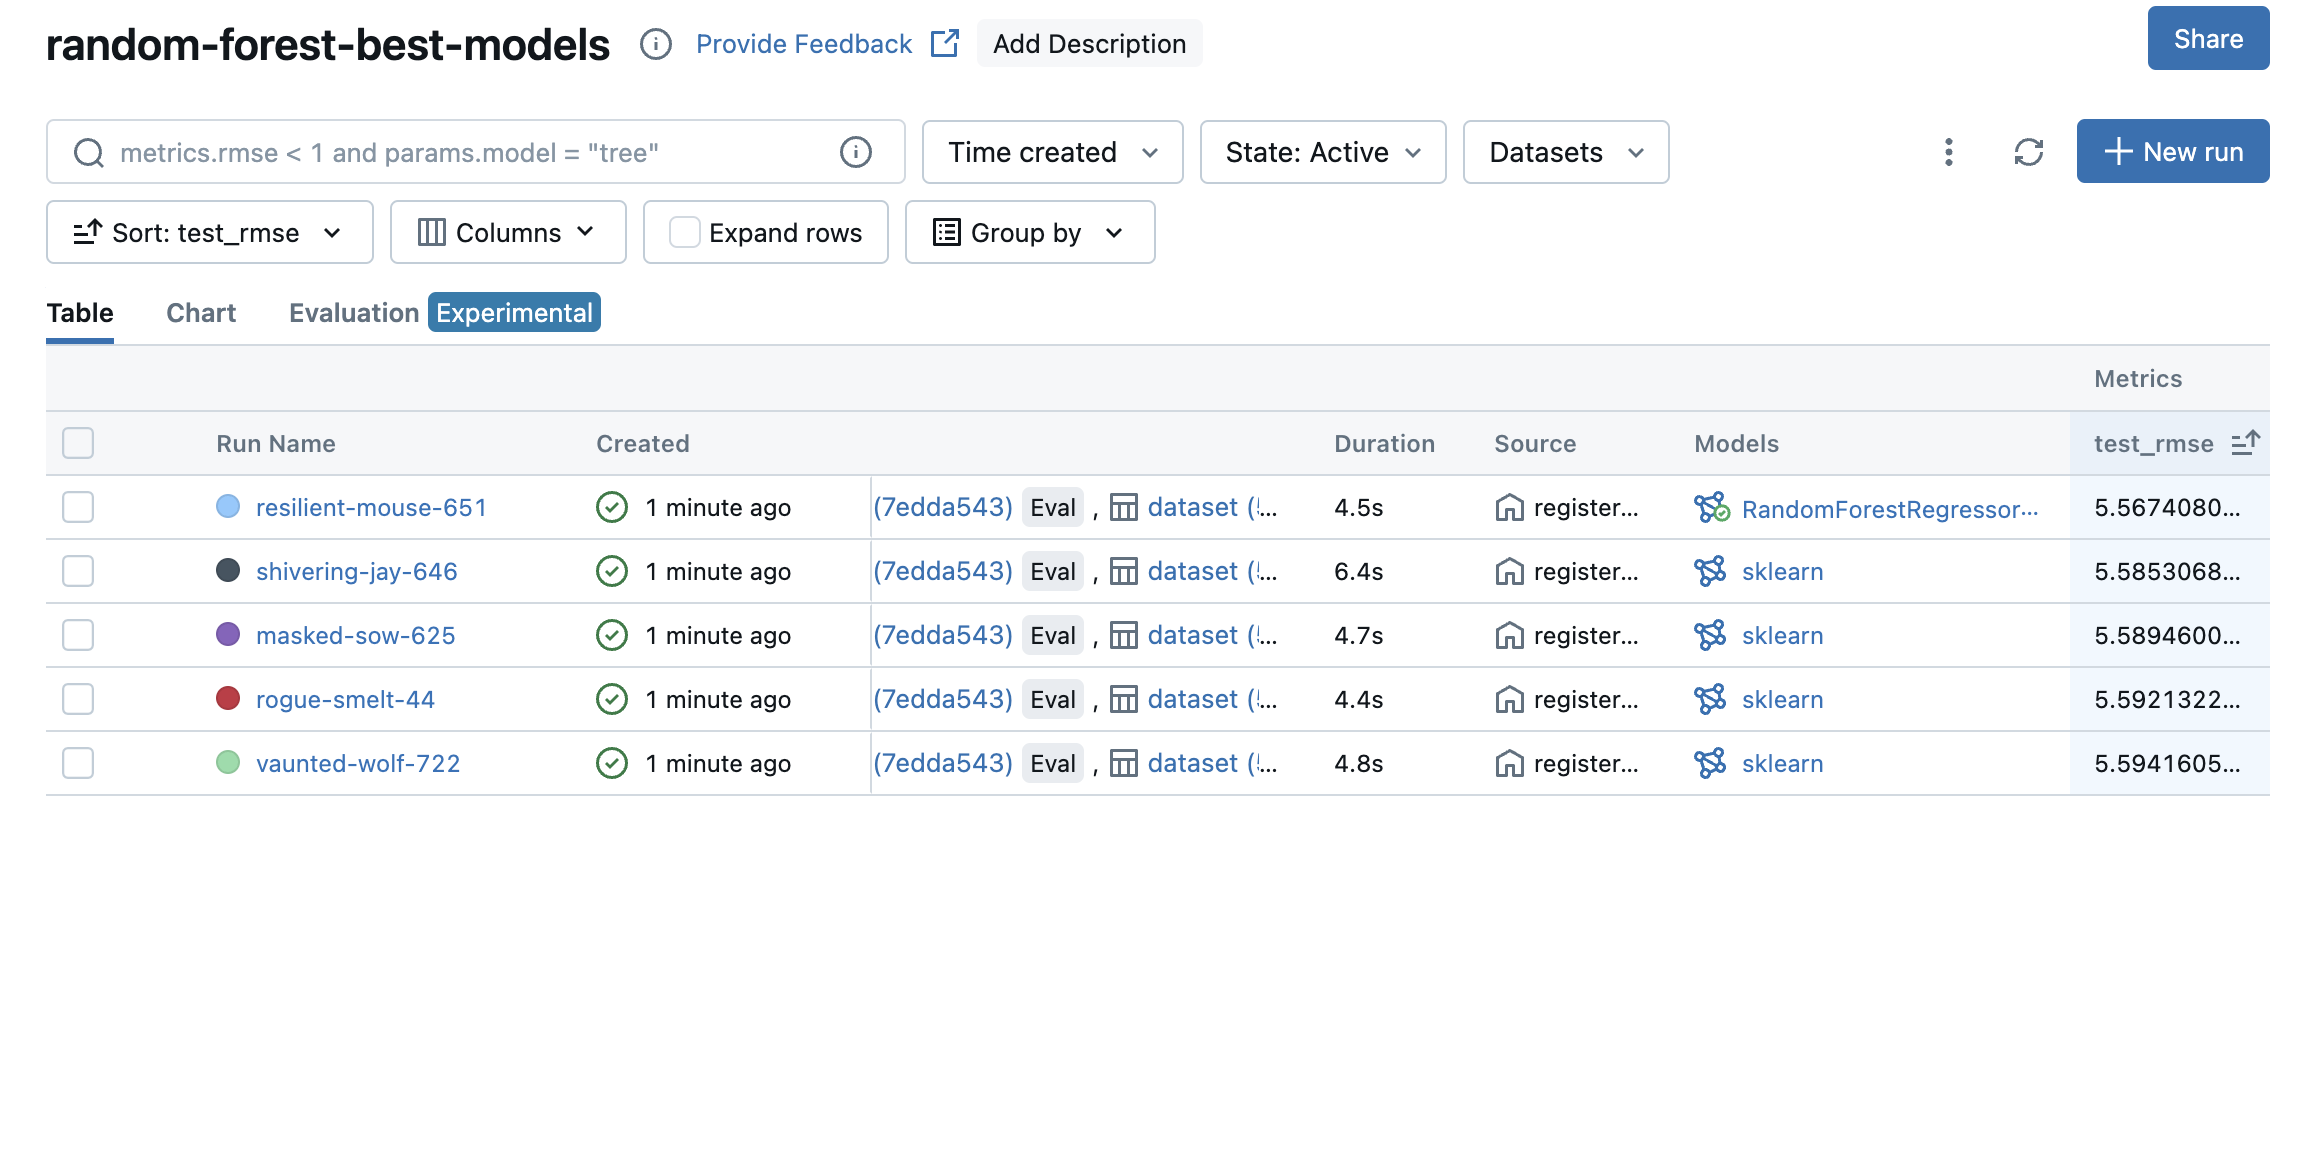 random-forest-best-models Provide Feedback Add Description Share
metrics.rmse < 1 and params.model = "tree" Time created State: Active Datasets New run
Sort: test_rmse Columns Expand rows Group by
Table Chart Evaluation Experimental
Metrics
Run Name Created Duration Source Models test_rmse
resilient-mouse-651 1 minute ago (7edda543) Eval , dataset (... 4.5s register... RandomForestRegressor... 5.5674080...
shivering-jay-646 1 minute ago (7edda543) Eval , dataset (... 6.4s register... sklearn 5.5853068...
masked-sow-625 1 minute ago (7edda543) Eval , dataset (... 4.7s register... sklearn 5.5894600...
rogue-smelt-44 1 minute ago (7edda543) Eval , dataset (... 4.4s register... sklearn 5.5921322...
vaunted-wolf-722 1 minute ago (7edda543) Eval , dataset (... 4.8s register... sklearn 5.5941605...